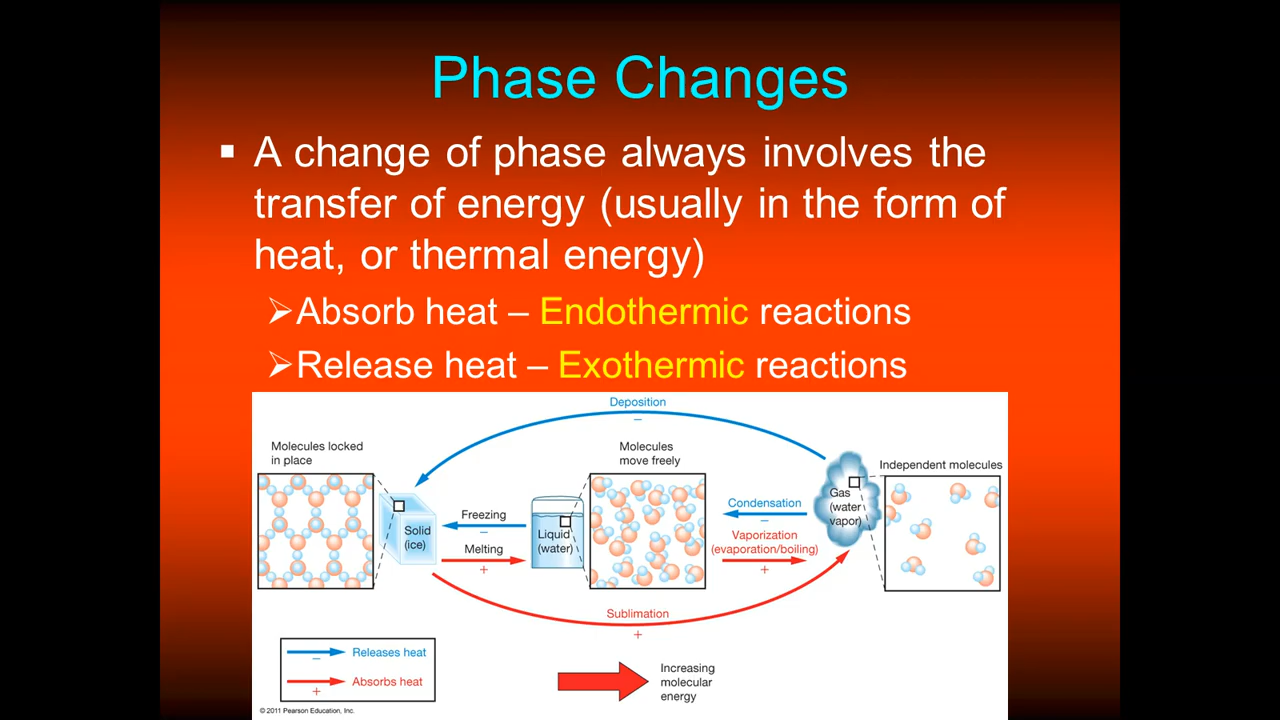 Phase Changes
▪ A change of phase always involves the
transfer of energy (usually in the form of
heat, or thermal energy)
➢Absorb heat – Endothermic reactions
➢Release heat – Exothermic reactions
Deposition
–
Molecules locked
in place
Molecules
move freely
Independent molecules
Solid
(ice)
Freezing
–
Melting
+
Liquid
(water)
Condensation
–
Vaporization
(evaporation/boiling)
+
Gas
(water
vapor)
Sublimation
+
– Releases heat
+ Absorbs heat
Increasing
molecular
energy
© 2011 Pearson Education, Inc.